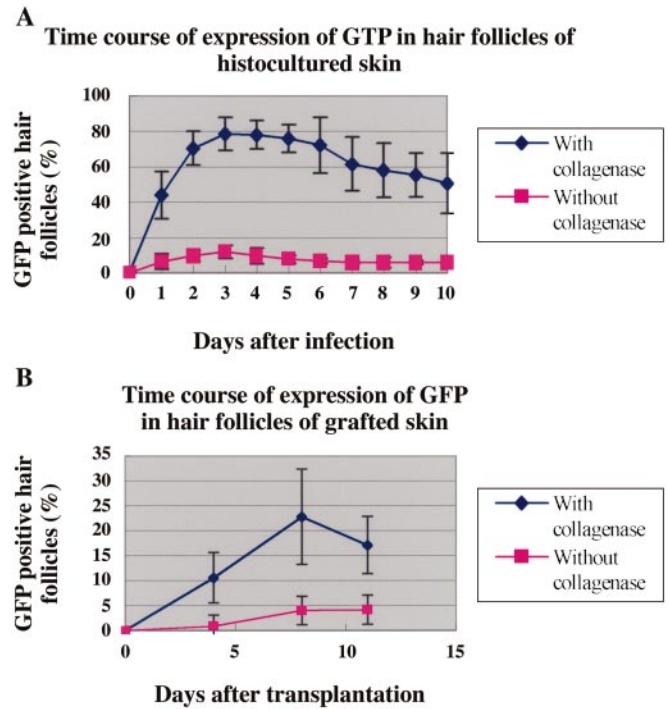 A
Time course of expression of GTP in hair follicles of
histocultured skin
GFP positive hair
follicles (%)
100
80
60
40
20
0
0 1 2 3 4 5 6 7 8 9 10
Days after infection
With
collagenase
Without
collagenase
B
Time course of expression of GFP
in hair follicles of grafted skin
GFP positive hair
follicles (%)
35
30
25
20
15
10
5
0
0 5 10 15
Days after transplantation
With
collagenase
Without
collagenase